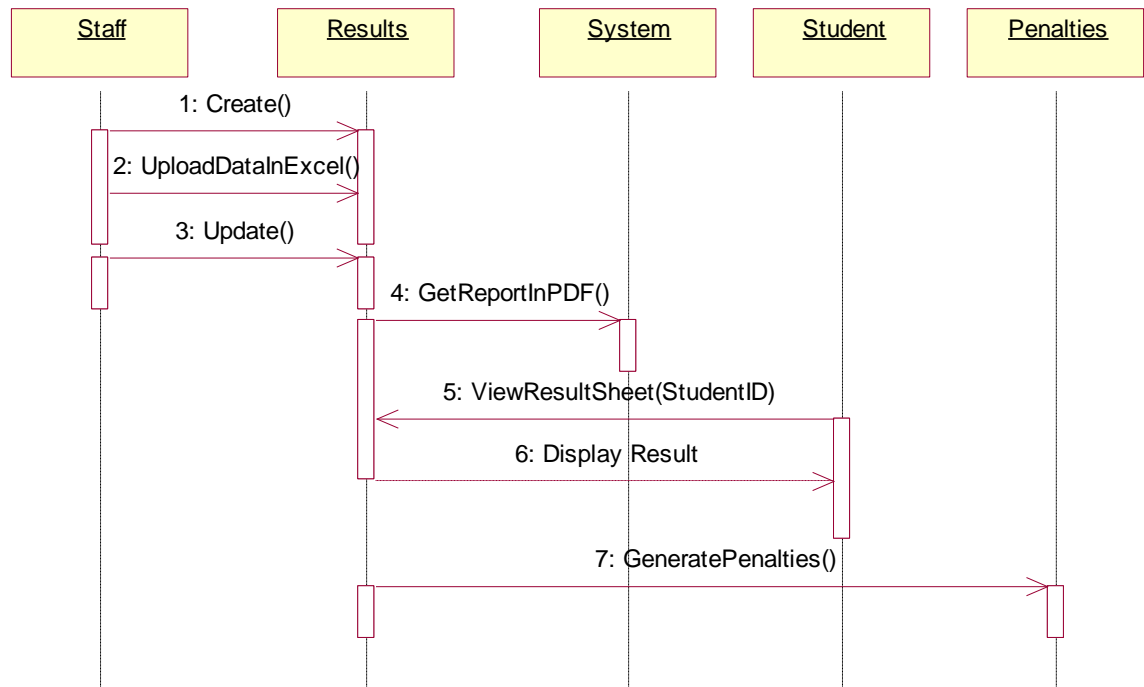 Staff
Results
System
Student
Penalties
1: Create()
2: UploadDataInExcel()
3: Update()
4: GetReportInPDF()
5: ViewResultSheet(StudentID)
6: Display Result
7: GeneratePenalties()